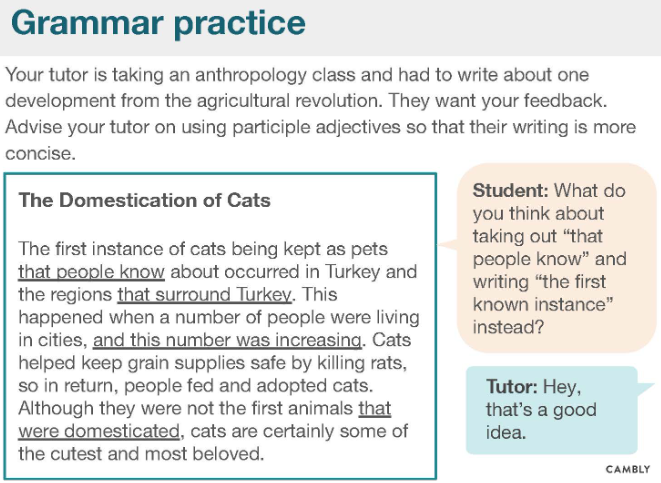 Grammar practice
Your tutor is taking an anthropology class and had to write about one
development from the agricultural revolution. They want your feedback.
Advise your tutor on using participle adjectives so that their writing is more
concise.
The Domestication of Cats
The first instance of cats being kept as pets
that people know about occurred in Turkey and
the regions that surround Turkey. This
happened when a number of people were living
in cities, and this number was increasing. Cats
helped keep grain supplies safe by killing rats,
so in return, people fed and adopted cats.
Although they were not the first animals that
were domesticated, cats are certainly some of
the cutest and most beloved.
Student: What do
you think about
taking out “that
people know” and
writing “the first
known instance”
instead?
Tutor: Hey,
that’s a good
idea.
CAMBLY